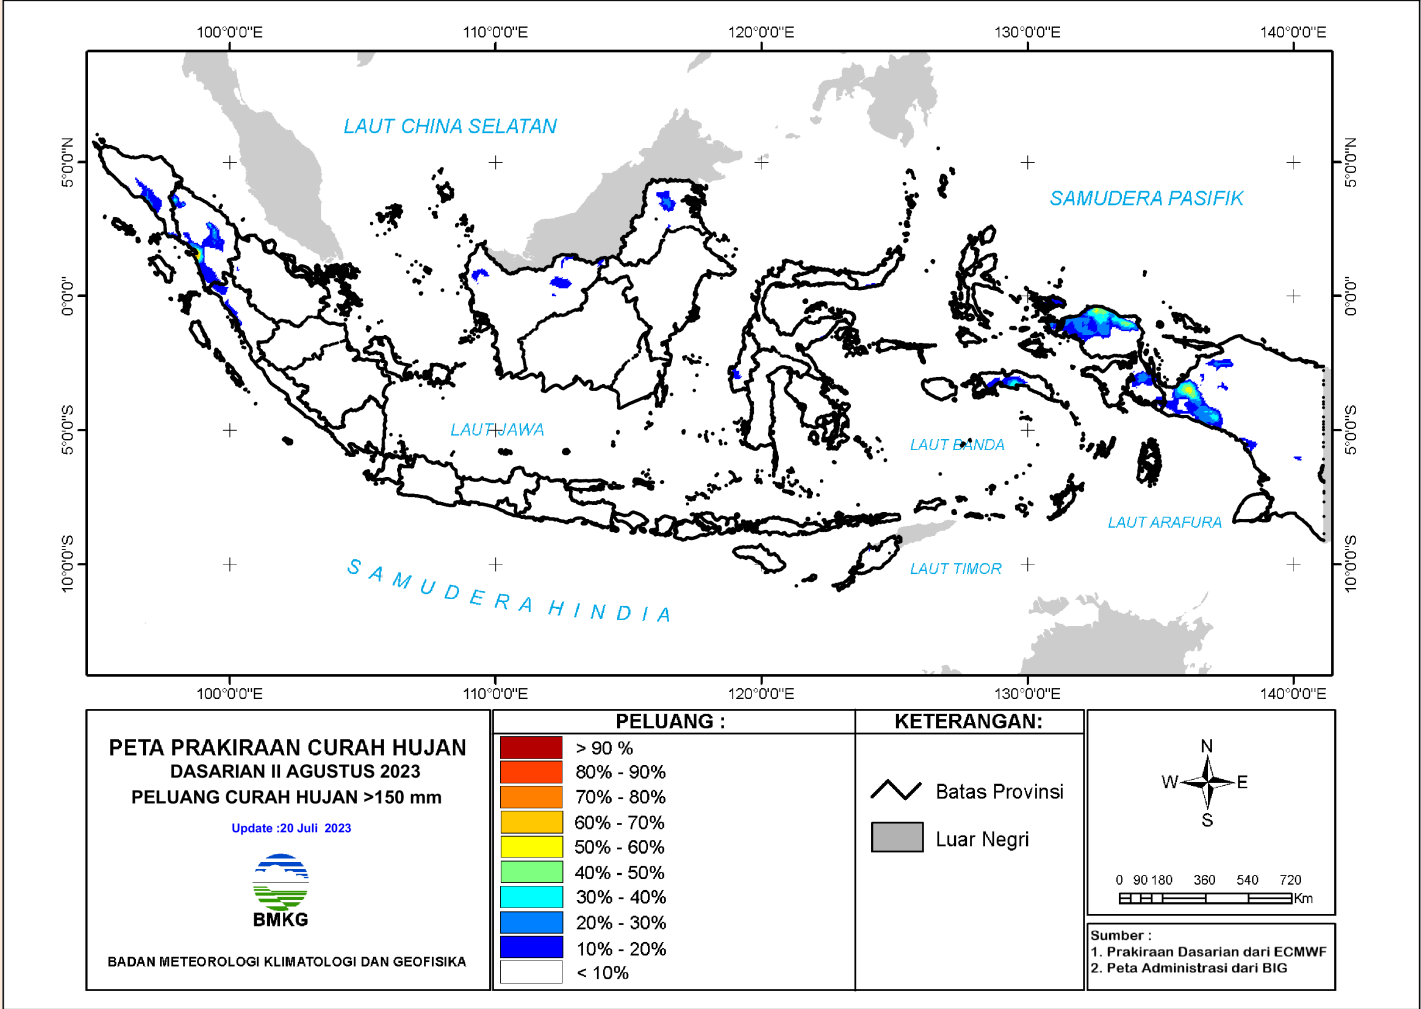 100°0'0"E 110°0'0"E 120°0'0"E 130°0'0"E 140°0'0"E
LAUT CHINA SELATAN
5°0'0"N 5°0'0"N
SAMUDERA PASIFIK
0°0'0" 0°0'0"
LAUT JAWA
5°0'0"S 5°0'0"S
LAUT BANDA
LAUT ARAFURA
10°0'0"S 10°0'0"S
LAUT TIMOR
SAMUDERA HINDIA
100°0'0"E 110°0'0"E 120°0'0"E 130°0'0"E 140°0'0"E
PETA PRAKIRAAN CURAH HUJAN
DASARIAN II AGUSTUS 2023
PELUANG CURAH HUJAN >150 mm
Update :20 Juli 2023
BMKG
BADAN METEOROLOGI KLIMATOLOGI DAN GEOFISIKA
PELUANG :
> 90 %
80% - 90%
70% - 80%
60% - 70%
50% - 60%
40% - 50%
30% - 40%
20% - 30%
10% - 20%
< 10%
KETERANGAN:
Batas Provinsi
Luar Negri
N
W E
S
0 90 180 360 540 720
Km
Sumber :
1. Prakiraan Dasarian dari ECMWF
2. Peta Administrasi dari BIG